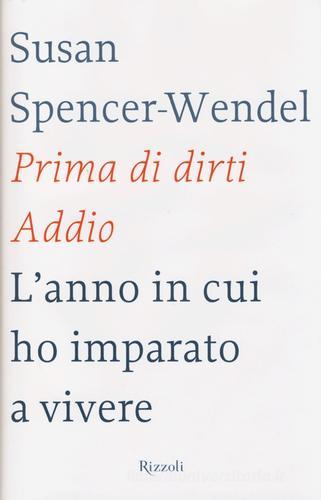 Susan
Spencer-Wendel
Prima di dirti
Addio
L'anno in cui
ho imparato
a vivere
Rizzoli